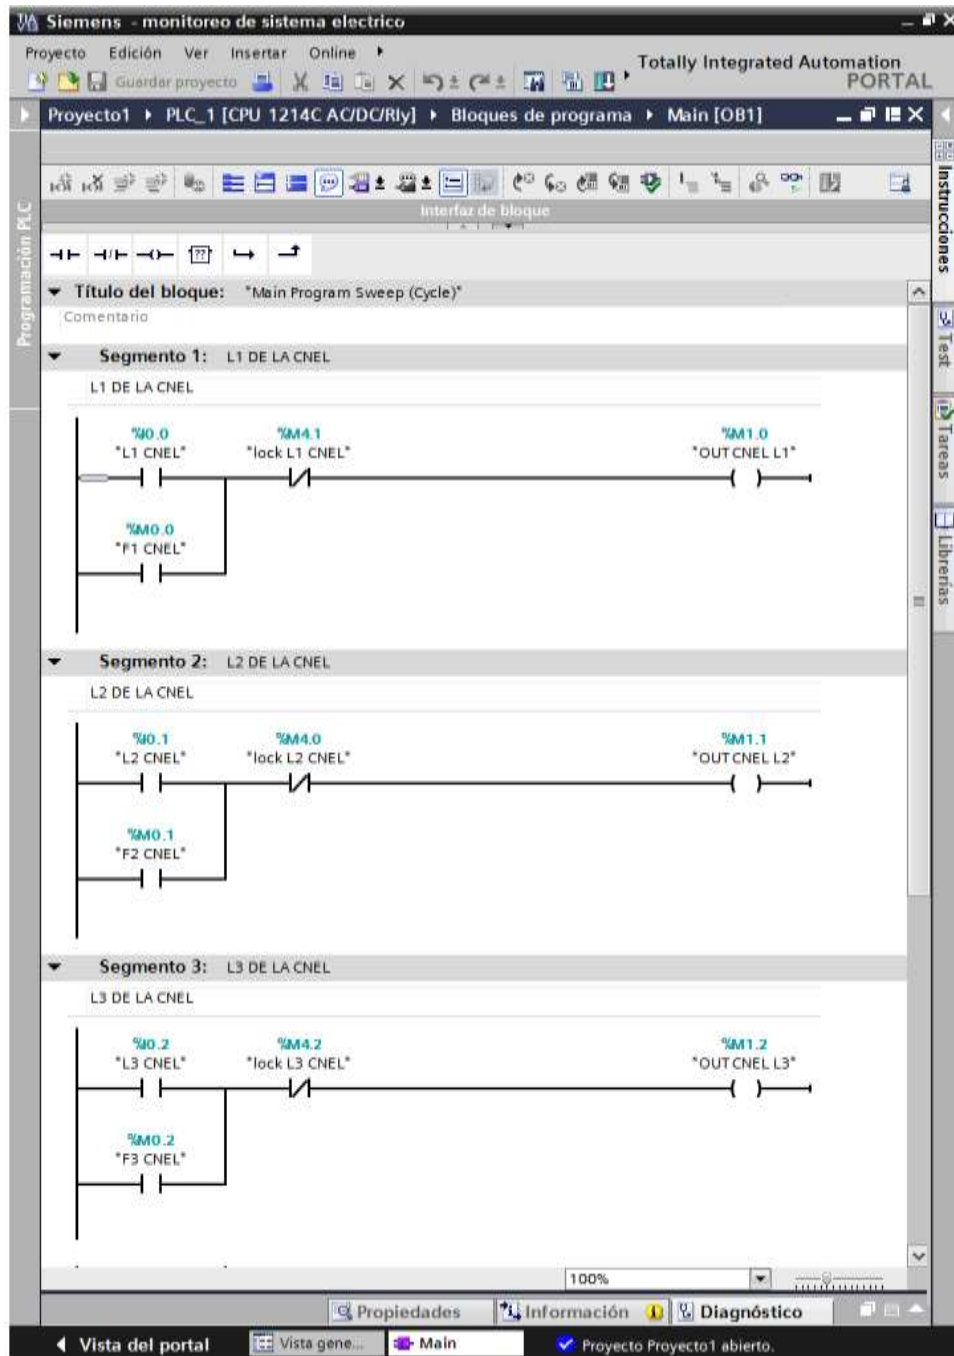 Siemens - monitoreo de sistema electrico
Proyecto Edición Ver Insertar Online
Totally Integrated Automation
PORTAL
Guardar proyecto
Proyecto1 ▸ PLC_1 [CPU 1214C AC/DC/Rly] ▸ Bloques de programa ▸ Main [OB1]
Interfaz de bloque
Programación PLC
Instrucciones
Test
Tareas
Librerías
??
Título del bloque: "Main Program Sweep (Cycle)"
Comentario
Segmento 1: L1 DE LA CNEL
L1 DE LA CNEL
%I0.0 %M4.1 %M1.0
"L1 CNEL" "lock L1 CNEL" "OUT CNEL L1"
%M0.0
"F1 CNEL"
Segmento 2: L2 DE LA CNEL
L2 DE LA CNEL
%I0.1 %M4.0 %M1.1
"L2 CNEL" "lock L2 CNEL" "OUT CNEL L2"
%M0.1
"F2 CNEL"
Segmento 3: L3 DE LA CNEL
L3 DE LA CNEL
%I0.2 %M4.2 %M1.2
"L3 CNEL" "lock L3 CNEL" "OUT CNEL L3"
%M0.2
"F3 CNEL"
100%
Propiedades Información Diagnóstico
Vista del portal Vista gene... Main Proyecto Proyecto1 abierto.